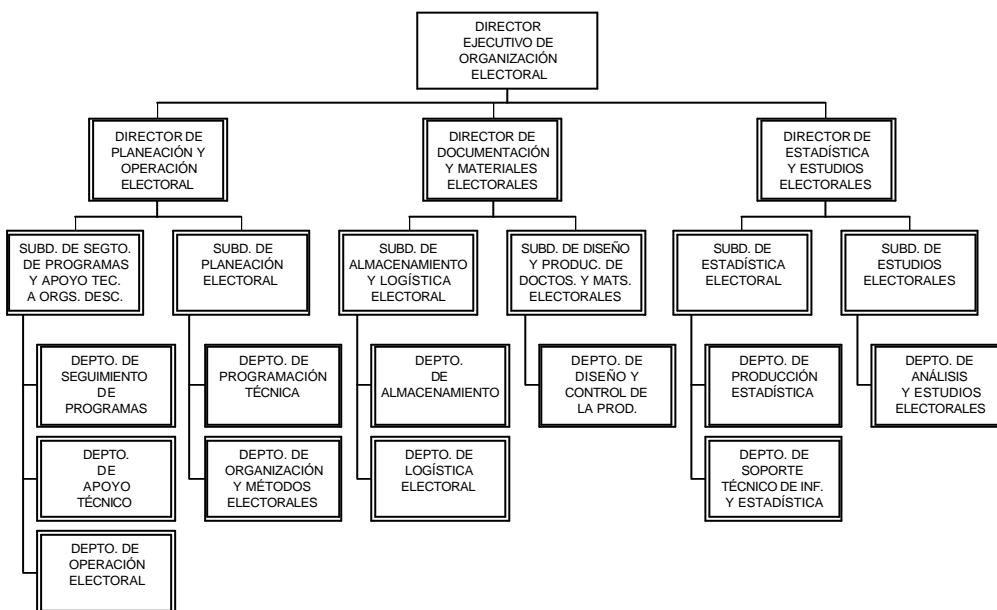 DIRECTOR
EJECUTIVO DE
ORGANIZACIÓN
ELECTORAL
DIRECTOR DE
PLANEACIÓN Y
OPERACIÓN
ELECTORAL
DIRECTOR DE
DOCUMENTACIÓN
Y MATERIALES
ELECTORALES
DIRECTOR DE
ESTADÍSTICA
Y ESTUDIOS
ELECTORALES
SUBD. DE SEGTO.
DE PROGRAMAS
Y APOYO TEC.
A ORGS. DESC.
SUBD. DE
PLANEACIÓN
ELECTORAL
SUBD. DE
ALMACENAMIENTO
Y LOGÍSTICA
ELECTORAL
SUBD. DE DISEÑO
Y PRODUC. DE
DOCTOS. Y MATS.
ELECTORALES
SUBD. DE
ESTADÍSTICA
ELECTORAL
SUBD. DE
ESTUDIOS
ELECTORALES
DEPTO. DE
SEGUIMIENTO
DE
PROGRAMAS
DEPTO. DE
PROGRAMACIÓN
TÉCNICA
DEPTO.
DE
ALMACENAMIENTO
DEPTO. DE
DISEÑO Y
CONTROL DE
LA PROD.
DEPTO. DE
PRODUCCIÓN
ESTADÍSTICA
DEPTO. DE
ANÁLISIS
Y ESTUDIOS
ELECTORALES
DEPTO.
DE
APOYO
TÉCNICO
DEPTO. DE
ORGANIZACIÓN
Y MÉTODOS
ELECTORALES
DEPTO. DE
LOGÍSTICA
ELECTORAL
DEPTO. DE
SOPORTE
TÉCNICO DE INF.
Y ESTADÍSTICA
DEPTO. DE
OPERACIÓN
ELECTORAL